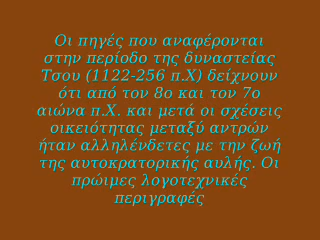 Οι πηγές που αναφέρονται
στην περίοδο της δυναστείας
Τσου (1122-256 π.Χ) δείχνουν
ότι από τον 8ο και τον 7ο
αιώνα π.Χ. και μετά οι σχέσεις
οικειότητας μεταξύ αντρών
ήταν αλληλένδετες με την ζωή
της αυτοκρατορικής αυλής. Οι
πρώιμες λογοτεχνικές
περιγραφές